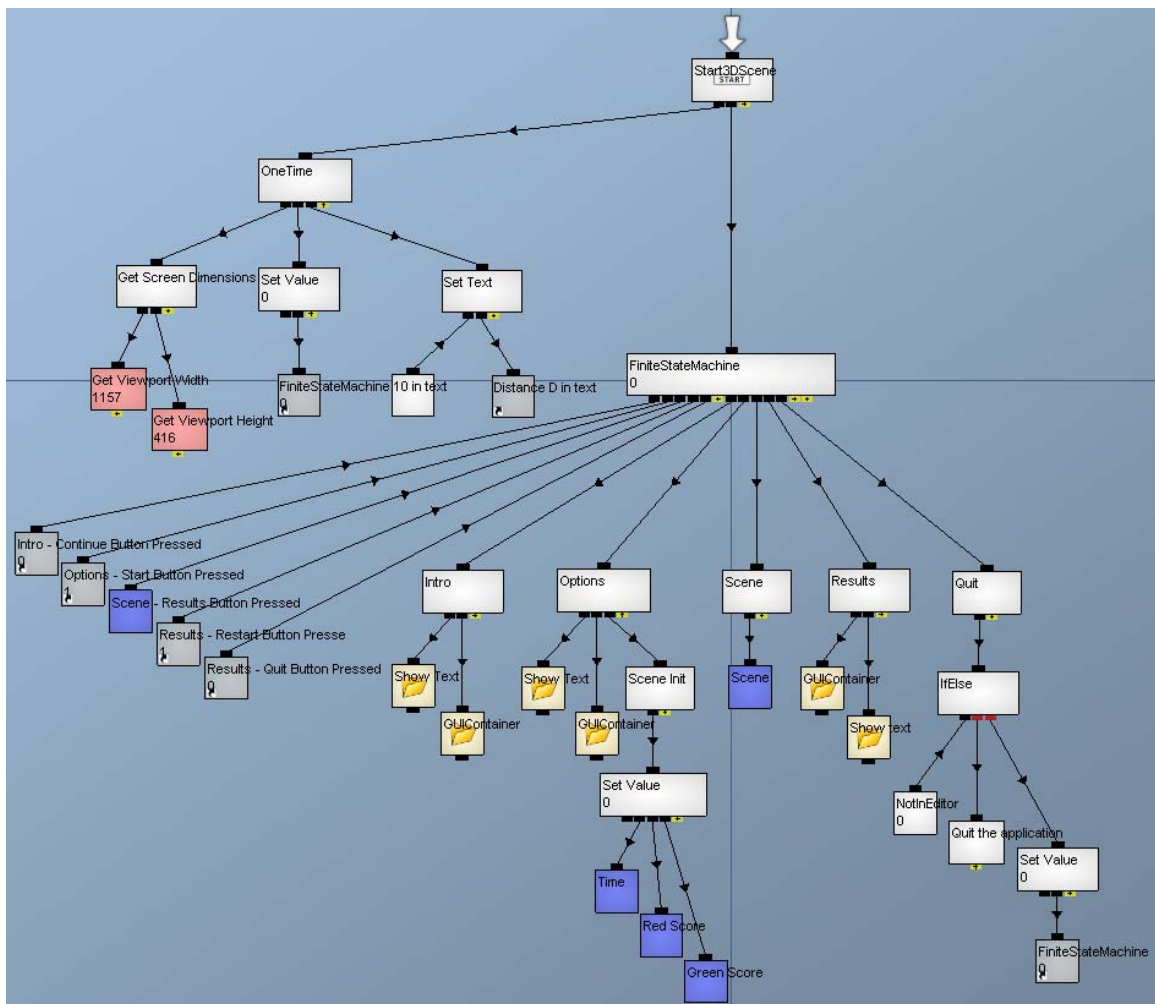 Start3DScene
START
OneTime
Get Screen Dimensions
Set Value
0
Set Text
Get Viewport Width
1157
Get Viewport Height
416
FiniteStateMachine
0
10 in text
Distance D in text
FiniteStateMachine
0
Intro - Continue Button Pressed
0
Options - Start Button Pressed
1
Scene - Results Button Pressed
Results - Restart Button Presse
1
Results - Quit Button Pressed
0
Intro
Options
Scene
Results
Quit
Show Text
GUIContainer
Show Text
GUIContainer
Scene Init
Scene
GUIContainer
Show text
IfElse
Set Value
0
NotInEditor
0
Quit the application
Set Value
0
Time
Red Score
Green Score
FiniteStateMachine
0